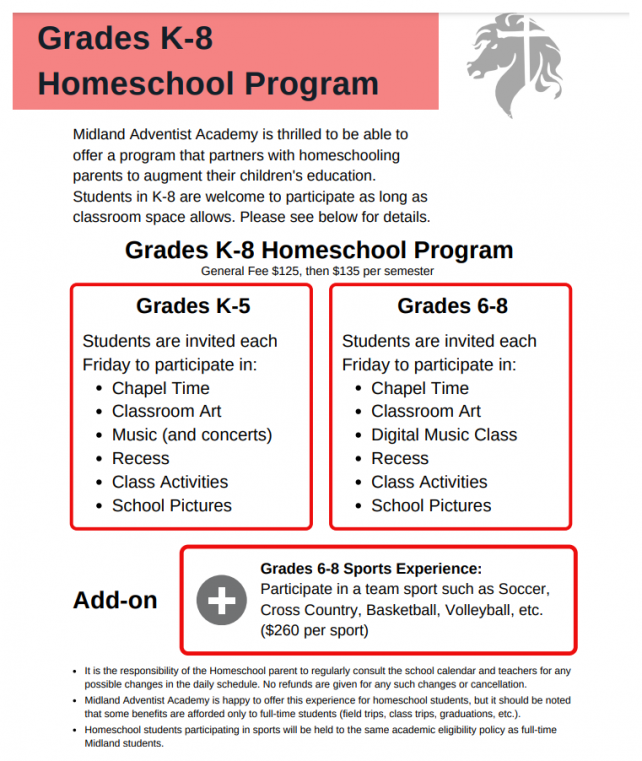 Grades K-8
Homeschool Program
Midland Adventist Academy is thrilled to be able to
offer a program that partners with homeschooling
parents to augment their children's education.
Students in K-8 are welcome to participate as long as
classroom space allows. Please see below for details.
Grades K-8 Homeschool Program
General Fee $125, then $135 per semester
Grades K-5
Students are invited each
Friday to participate in:
• Chapel Time
• Classroom Art
• Music (and concerts)
• Recess
• Class Activities
• School Pictures
Grades 6-8
Students are invited each
Friday to participate in:
• Chapel Time
• Classroom Art
• Digital Music Class
• Recess
• Class Activities
• School Pictures
Add-on
Grades 6-8 Sports Experience:
Participate in a team sport such as Soccer,
Cross Country, Basketball, Volleyball, etc.
($260 per sport)
• It is the responsibility of the Homeschool parent to regularly consult the school calendar and teachers for any
possible changes in the daily schedule. No refunds are given for any such changes or cancellation.
• Midland Adventist Academy is happy to offer this experience for homeschool students, but it should be noted
that some benefits are afforded only to full-time students (field trips, class trips, graduations, etc.).
• Homeschool students participating in sports will be held to the same academic eligibility policy as full-time
Midland students.